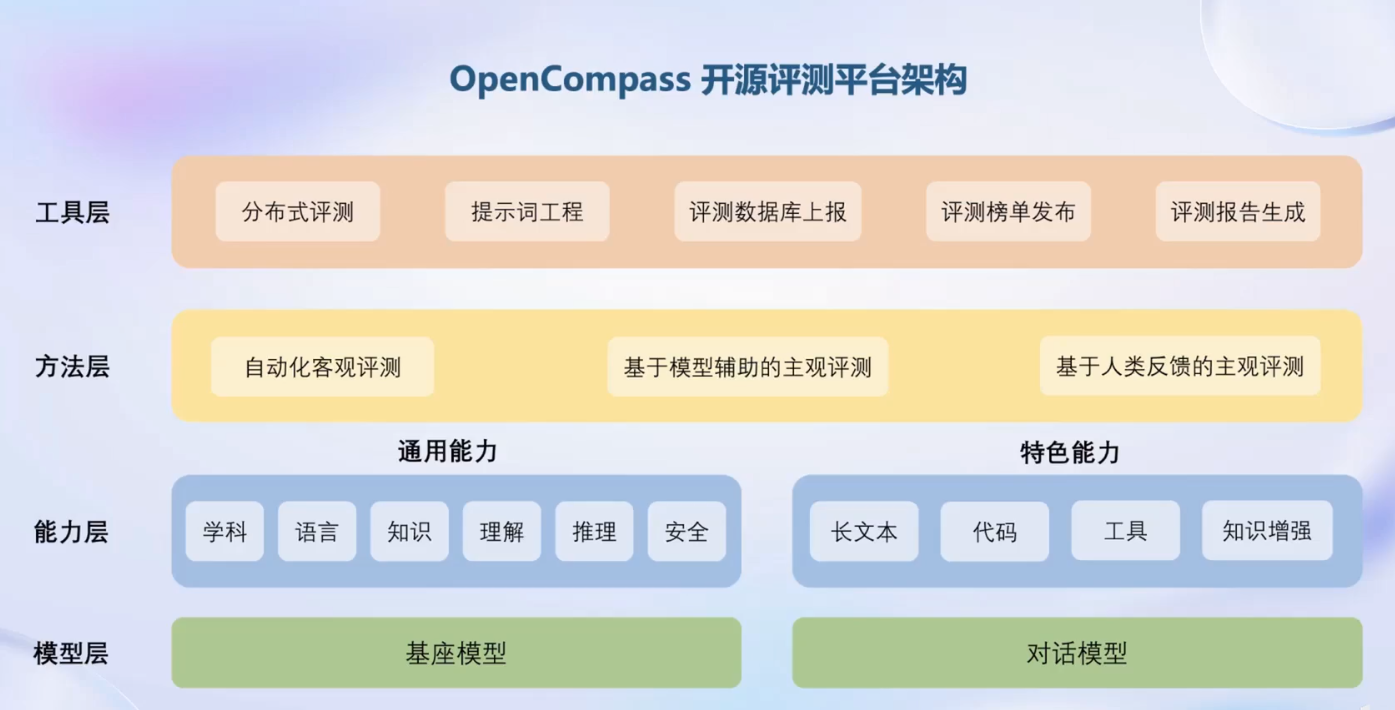 OpenCompass 开源评测平台架构
工具层
分布式评测
提示词工程
评测数据库上报
评测榜单发布
评测报告生成
方法层
自动化客观评测
基于模型辅助的主观评测
基于人类反馈的主观评测
通用能力
特色能力
能力层
学科
语言
知识
理解
推理
安全
长文本
代码
工具
知识增强
模型层
基座模型
对话模型